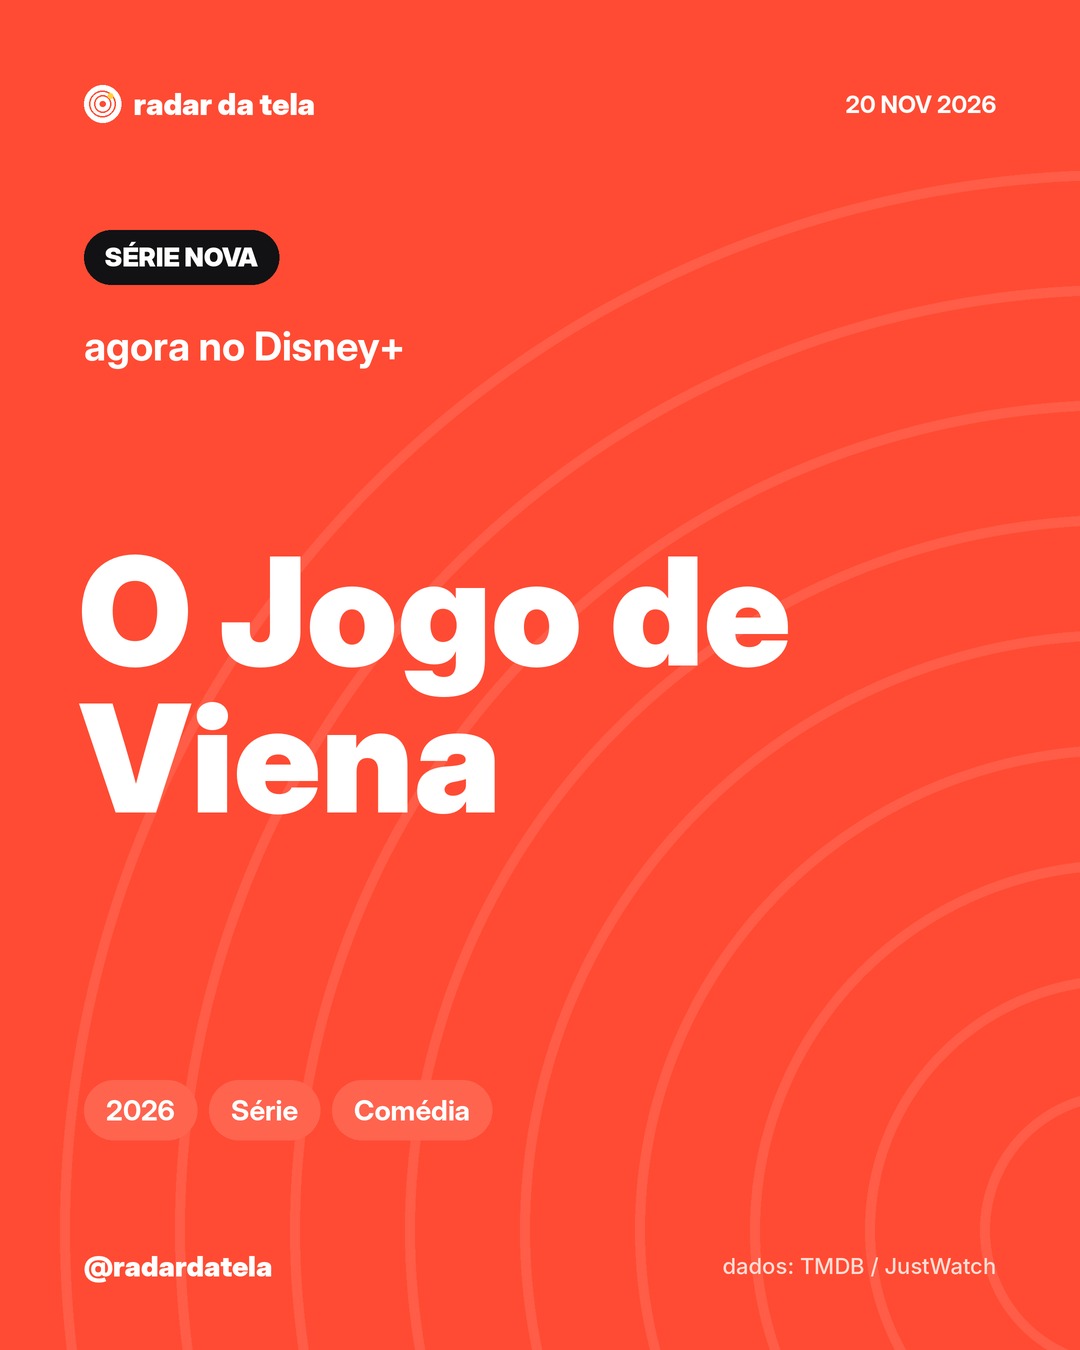 radar da tela
20 NOV 2026
SÉRIE NOVA
agora no Disney+
O Jogo de
Viena
2026
Série
Comédia
@radardatela
dados: TMDB / JustWatch